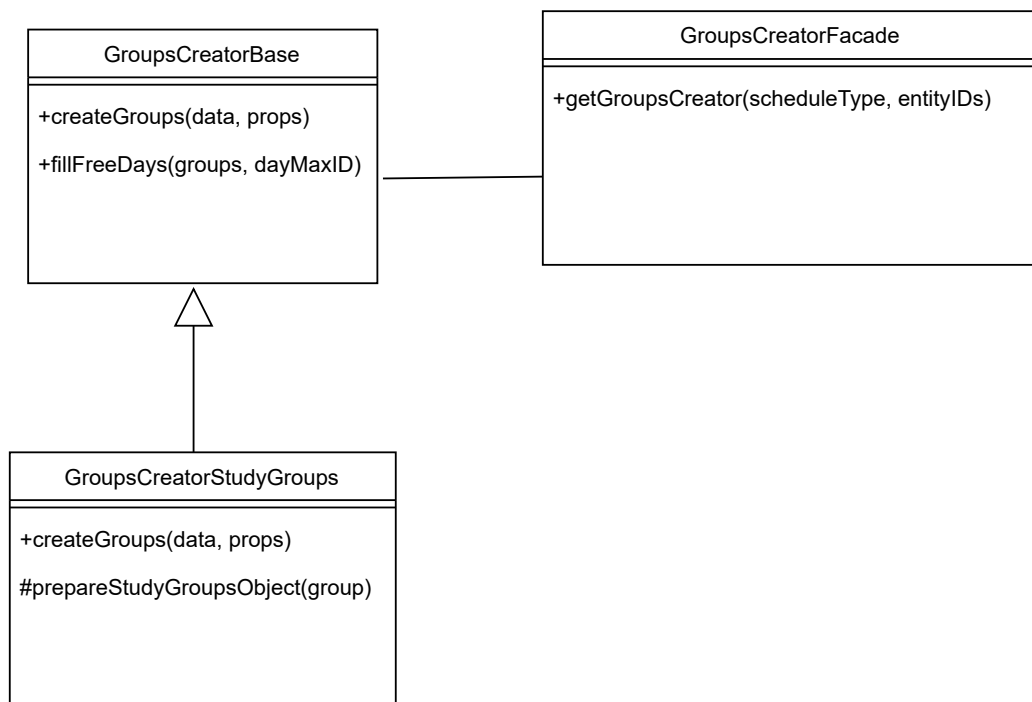 GroupsCreatorBase
+createGroups(data, props)
+fillFreeDays(groups, dayMaxID)
GroupsCreatorFacade
+getGroupsCreator(scheduleType, entityIDs)
GroupsCreatorStudyGroups
+createGroups(data, props)
#prepareStudyGroupsObject(group)